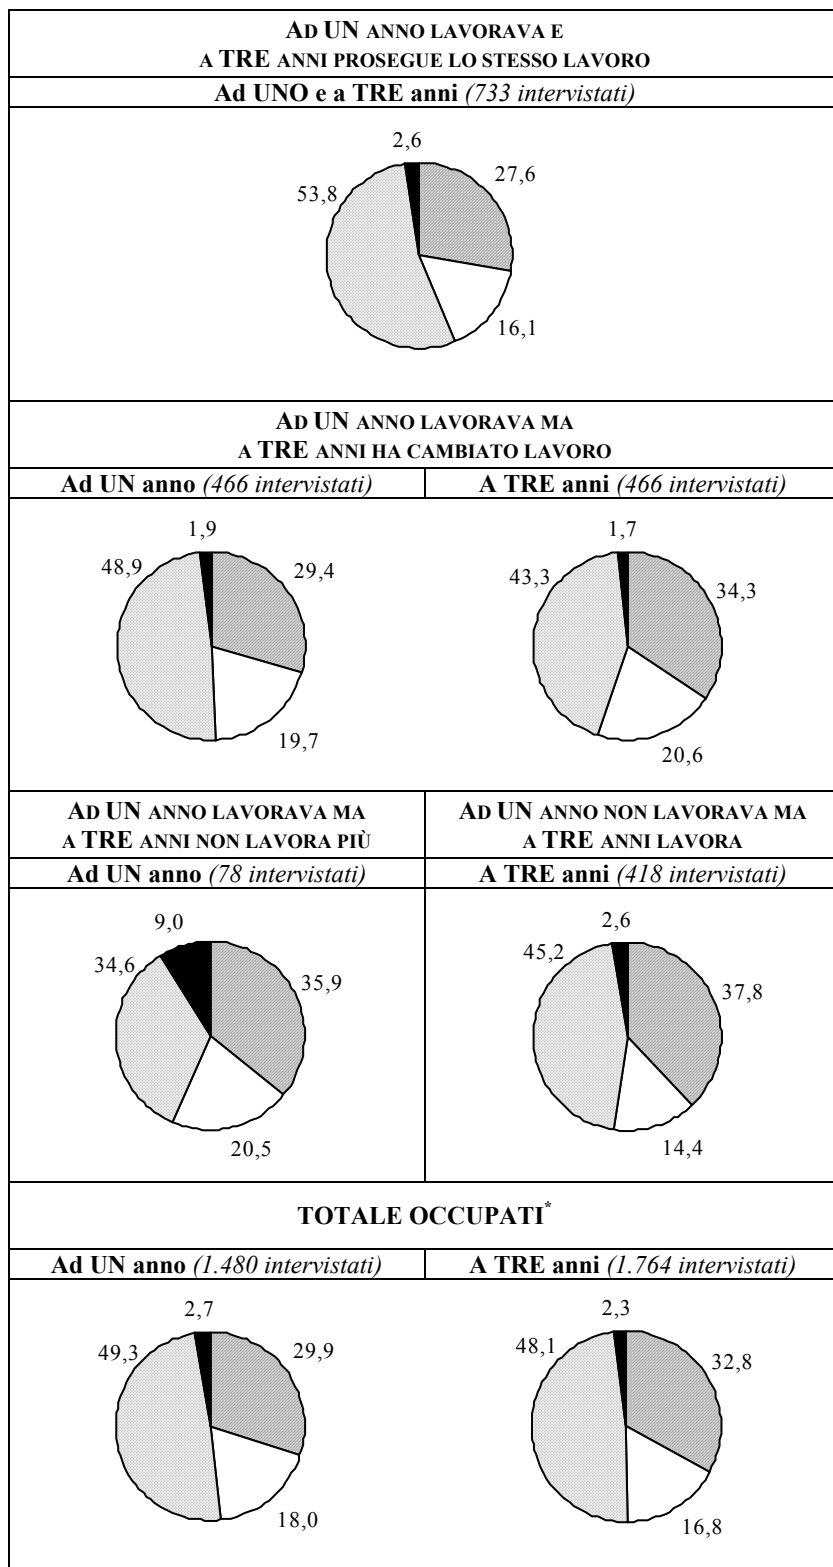 AD UN ANNO LAVORAVA E
A TRE ANNI PROSEGUE LO STESSO LAVORO
Ad UNO e a TRE anni (733 intervistati)
2,6
53,8
27,6
16,1
AD UN ANNO LAVORAVA MA
A TRE ANNI HA CAMBIATO LAVORO
Ad UN anno (466 intervistati)
A TRE anni (466 intervistati)
1,9
48,9
29,4
19,7
1,7
43,3
34,3
20,6
AD UN ANNO LAVORAVA MA
A TRE ANNI NON LAVORA PIÙ
AD UN ANNO NON LAVORAVA MA
A TRE ANNI LAVORA
Ad UN anno (78 intervistati)
A TRE anni (418 intervistati)
9,0
34,6
35,9
20,5
2,6
45,2
37,8
14,4
TOTALE OCCUPATI*
Ad UN anno (1.480 intervistati)
A TRE anni (1.764 intervistati)
2,7
49,3
29,9
18,0
2,3
48,1
32,8
16,8